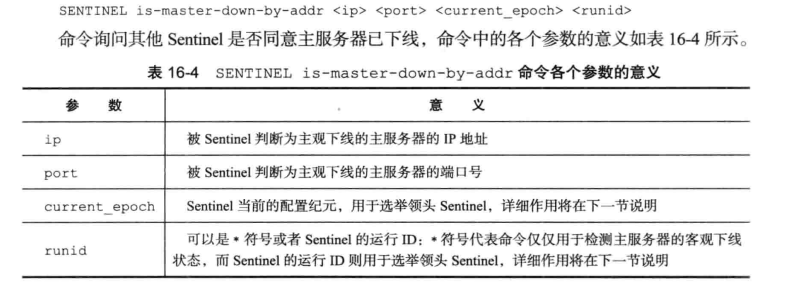 SENTINEL is-master-down-by-addr <ip> <port> <current_epoch> <runid>
命令询问其他 Sentinel 是否同意主服务器已下线，命令中的各个参数的意义如表 16-4 所示。
表 16-4 SENTINEL is-master-down-by-addr 命令各个参数的意义
参 数 意 义
ip 被 Sentinel 判断为主观下线的主服务器的 IP 地址
port 被 Sentinel 判断为主观下线的主服务器的端口号
current_epoch Sentinel 当前的配置纪元，用于选举领头 Sentinel，详细作用将在下一节说明
runid 可以是 * 符号或者 Sentinel 的运行 ID：* 符号代表命令仅仅用于检测主服务器的客观下线
状态，而 Sentinel 的运行 ID 则用于选举领头 Sentinel，详细作用将在下一节说明